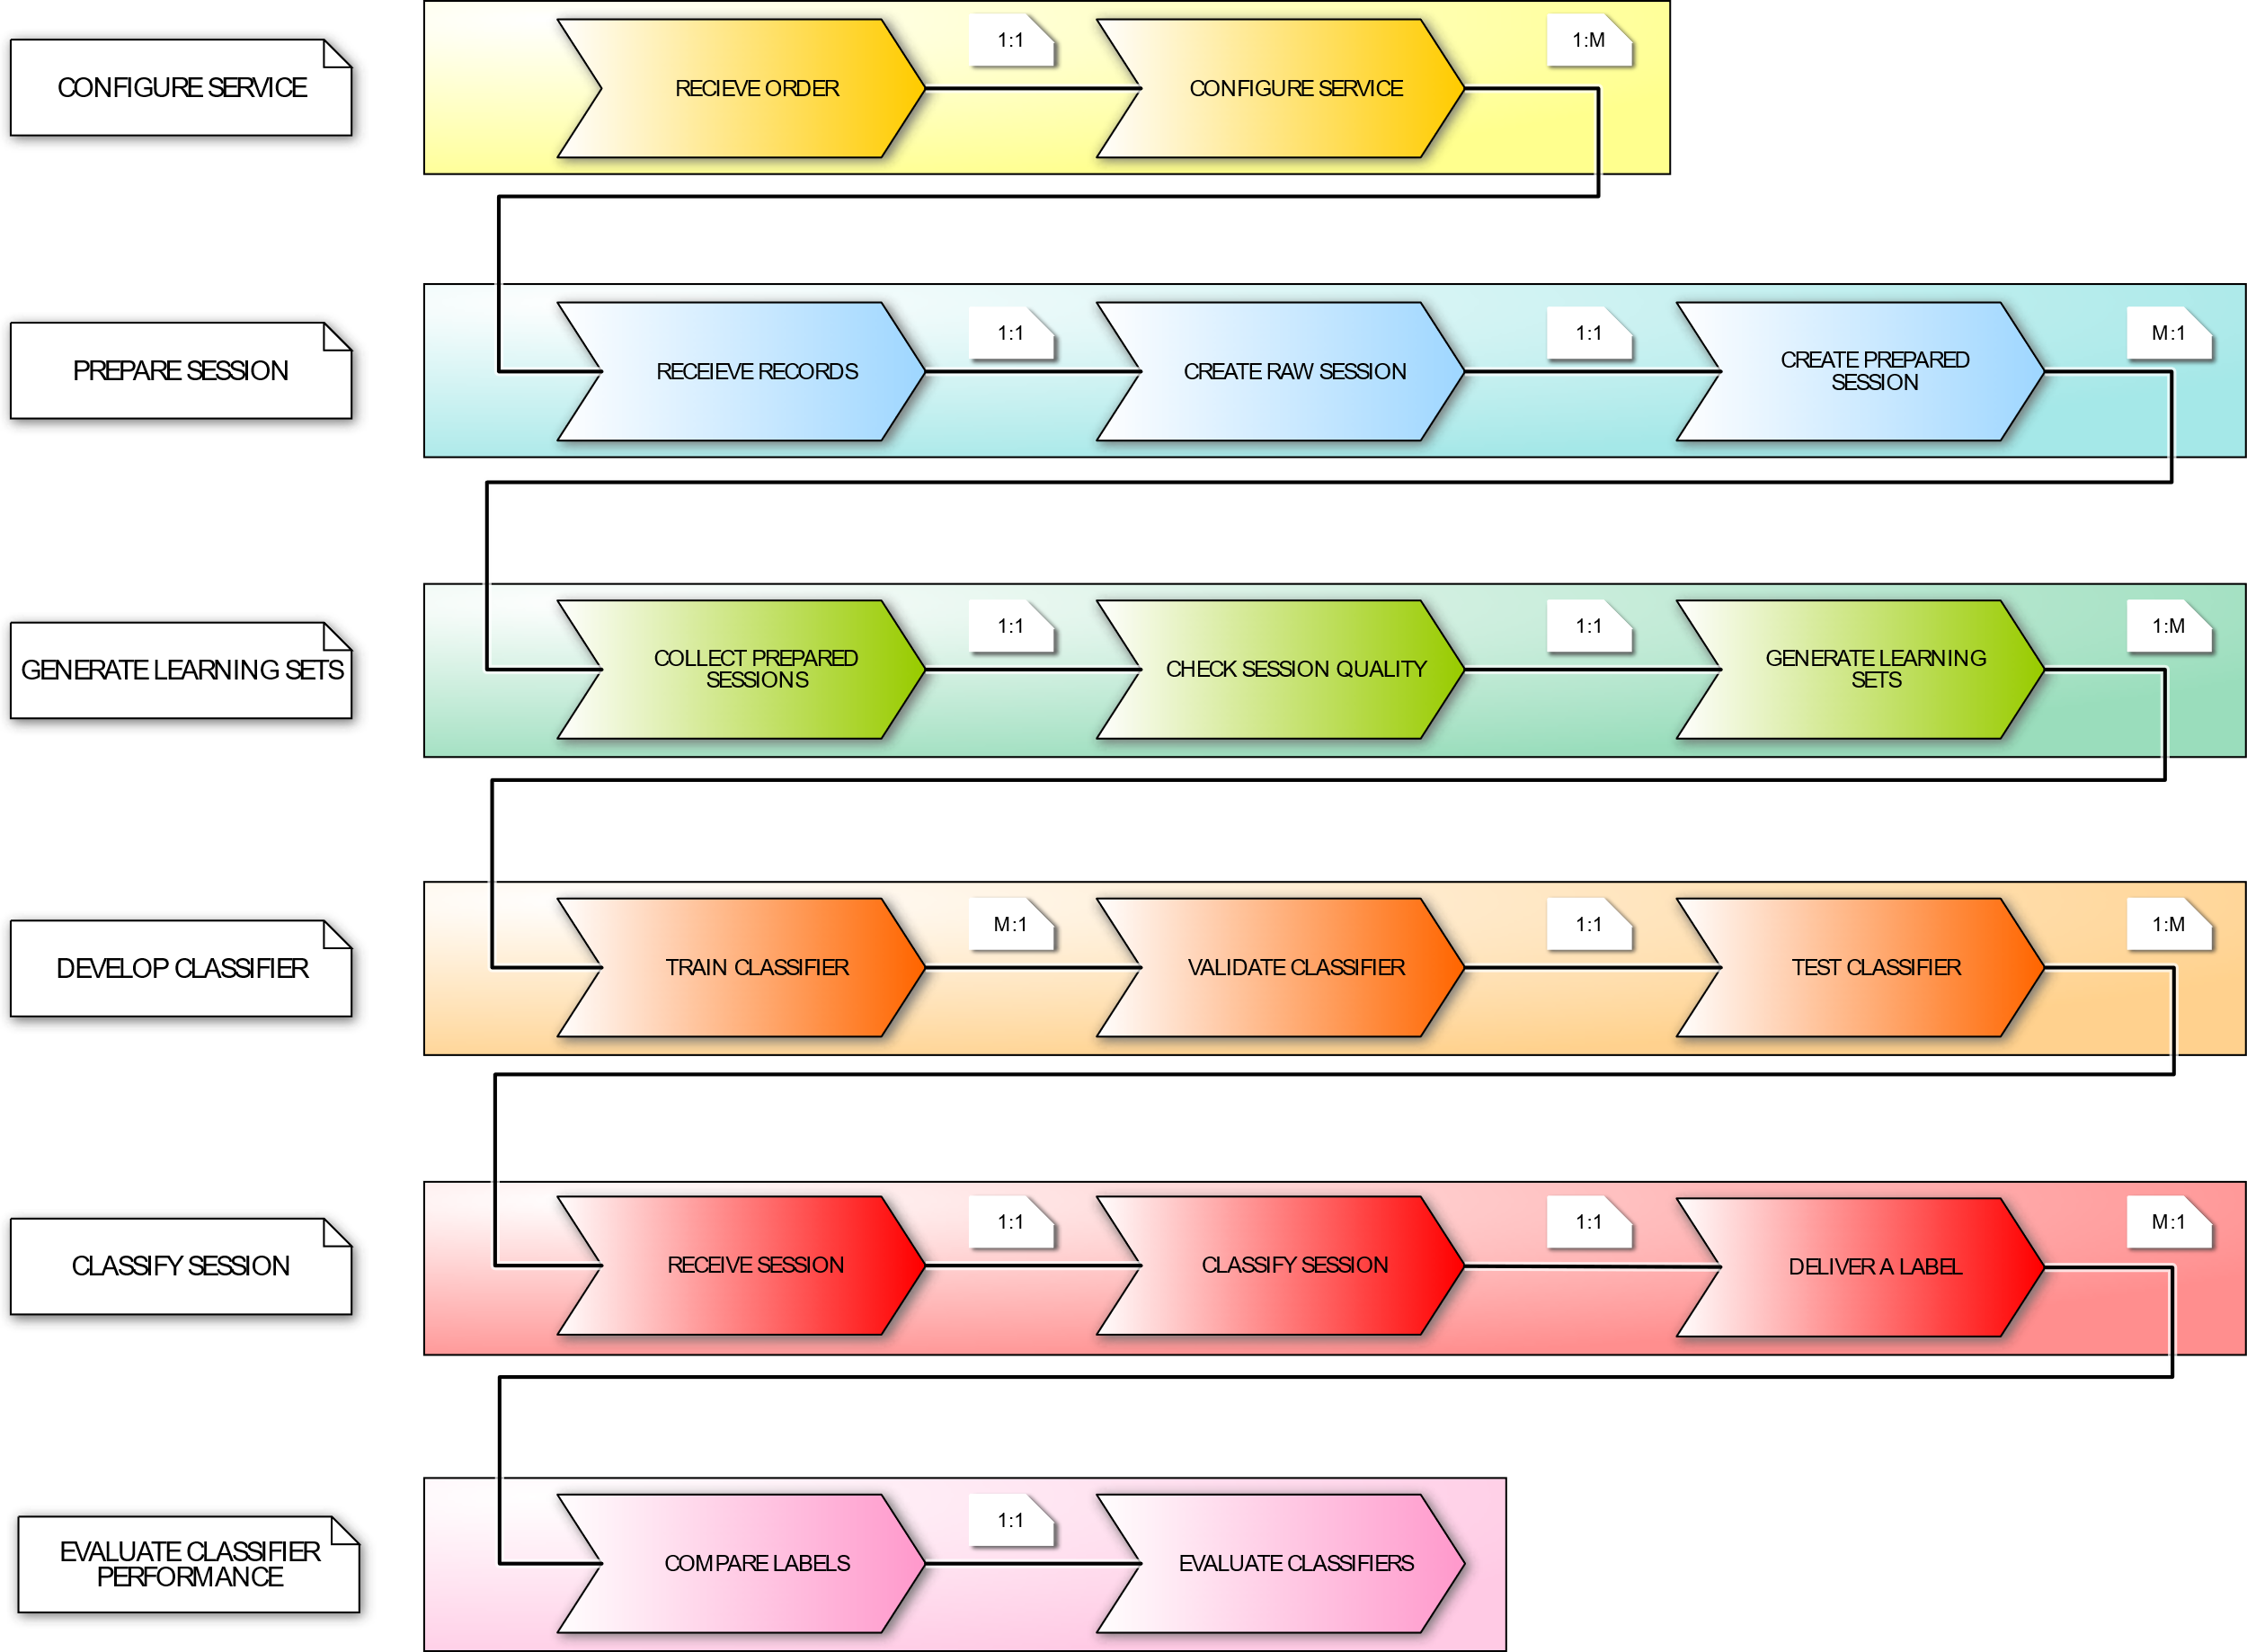 CONFIGURE SERVICE
RECIEVE ORDER
1:1
CONFIGURE SERVICE
1:M
PREPARE SESSION
RECEIEVE RECORDS
1:1
CREATE RAW SESSION
1:1
CREATE PREPARED
SESSION
M:1
GENERATE LEARNING SETS
COLLECT PREPARED
SESSIONS
1:1
CHECK SESSION QUALITY
1:1
GENERATE LEARNING
SETS
1:M
DEVELOP CLASSIFIER
TRAIN CLASSIFIER
M:1
VALIDATE CLASSIFIER
1:1
TEST CLASSIFIER
1:M
CLASSIFY SESSION
RECEIVE SESSION
1:1
CLASSIFY SESSION
1:1
DELIVER A LABEL
M:1
EVALUATE CLASSIFIER
PERFORMANCE
COMPARE LABELS
1:1
EVALUATE CLASSIFIERS